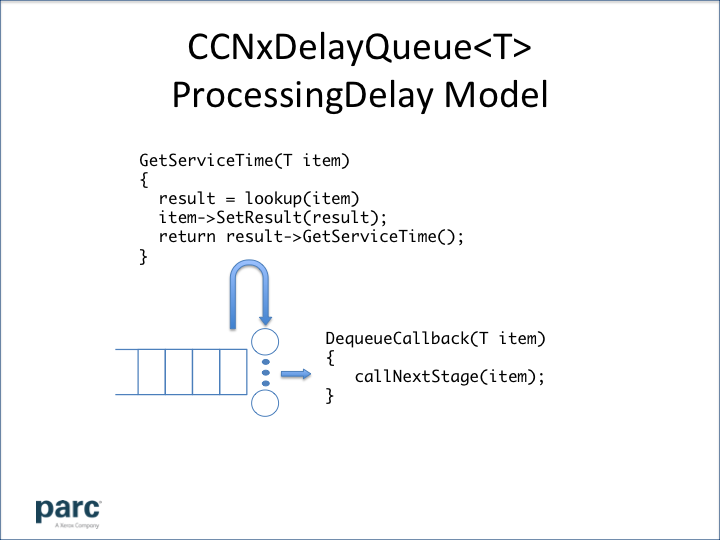 CCNxDelayQueue<T>
ProcessingDelay Model
GetServiceTime(T item)
{
  result = lookup(item)
  item->SetResult(result);
  return result->GetServiceTime();
}
DequeueCallback(T item)
{
   callNextStage(item);
}
parc
A Xerox Company